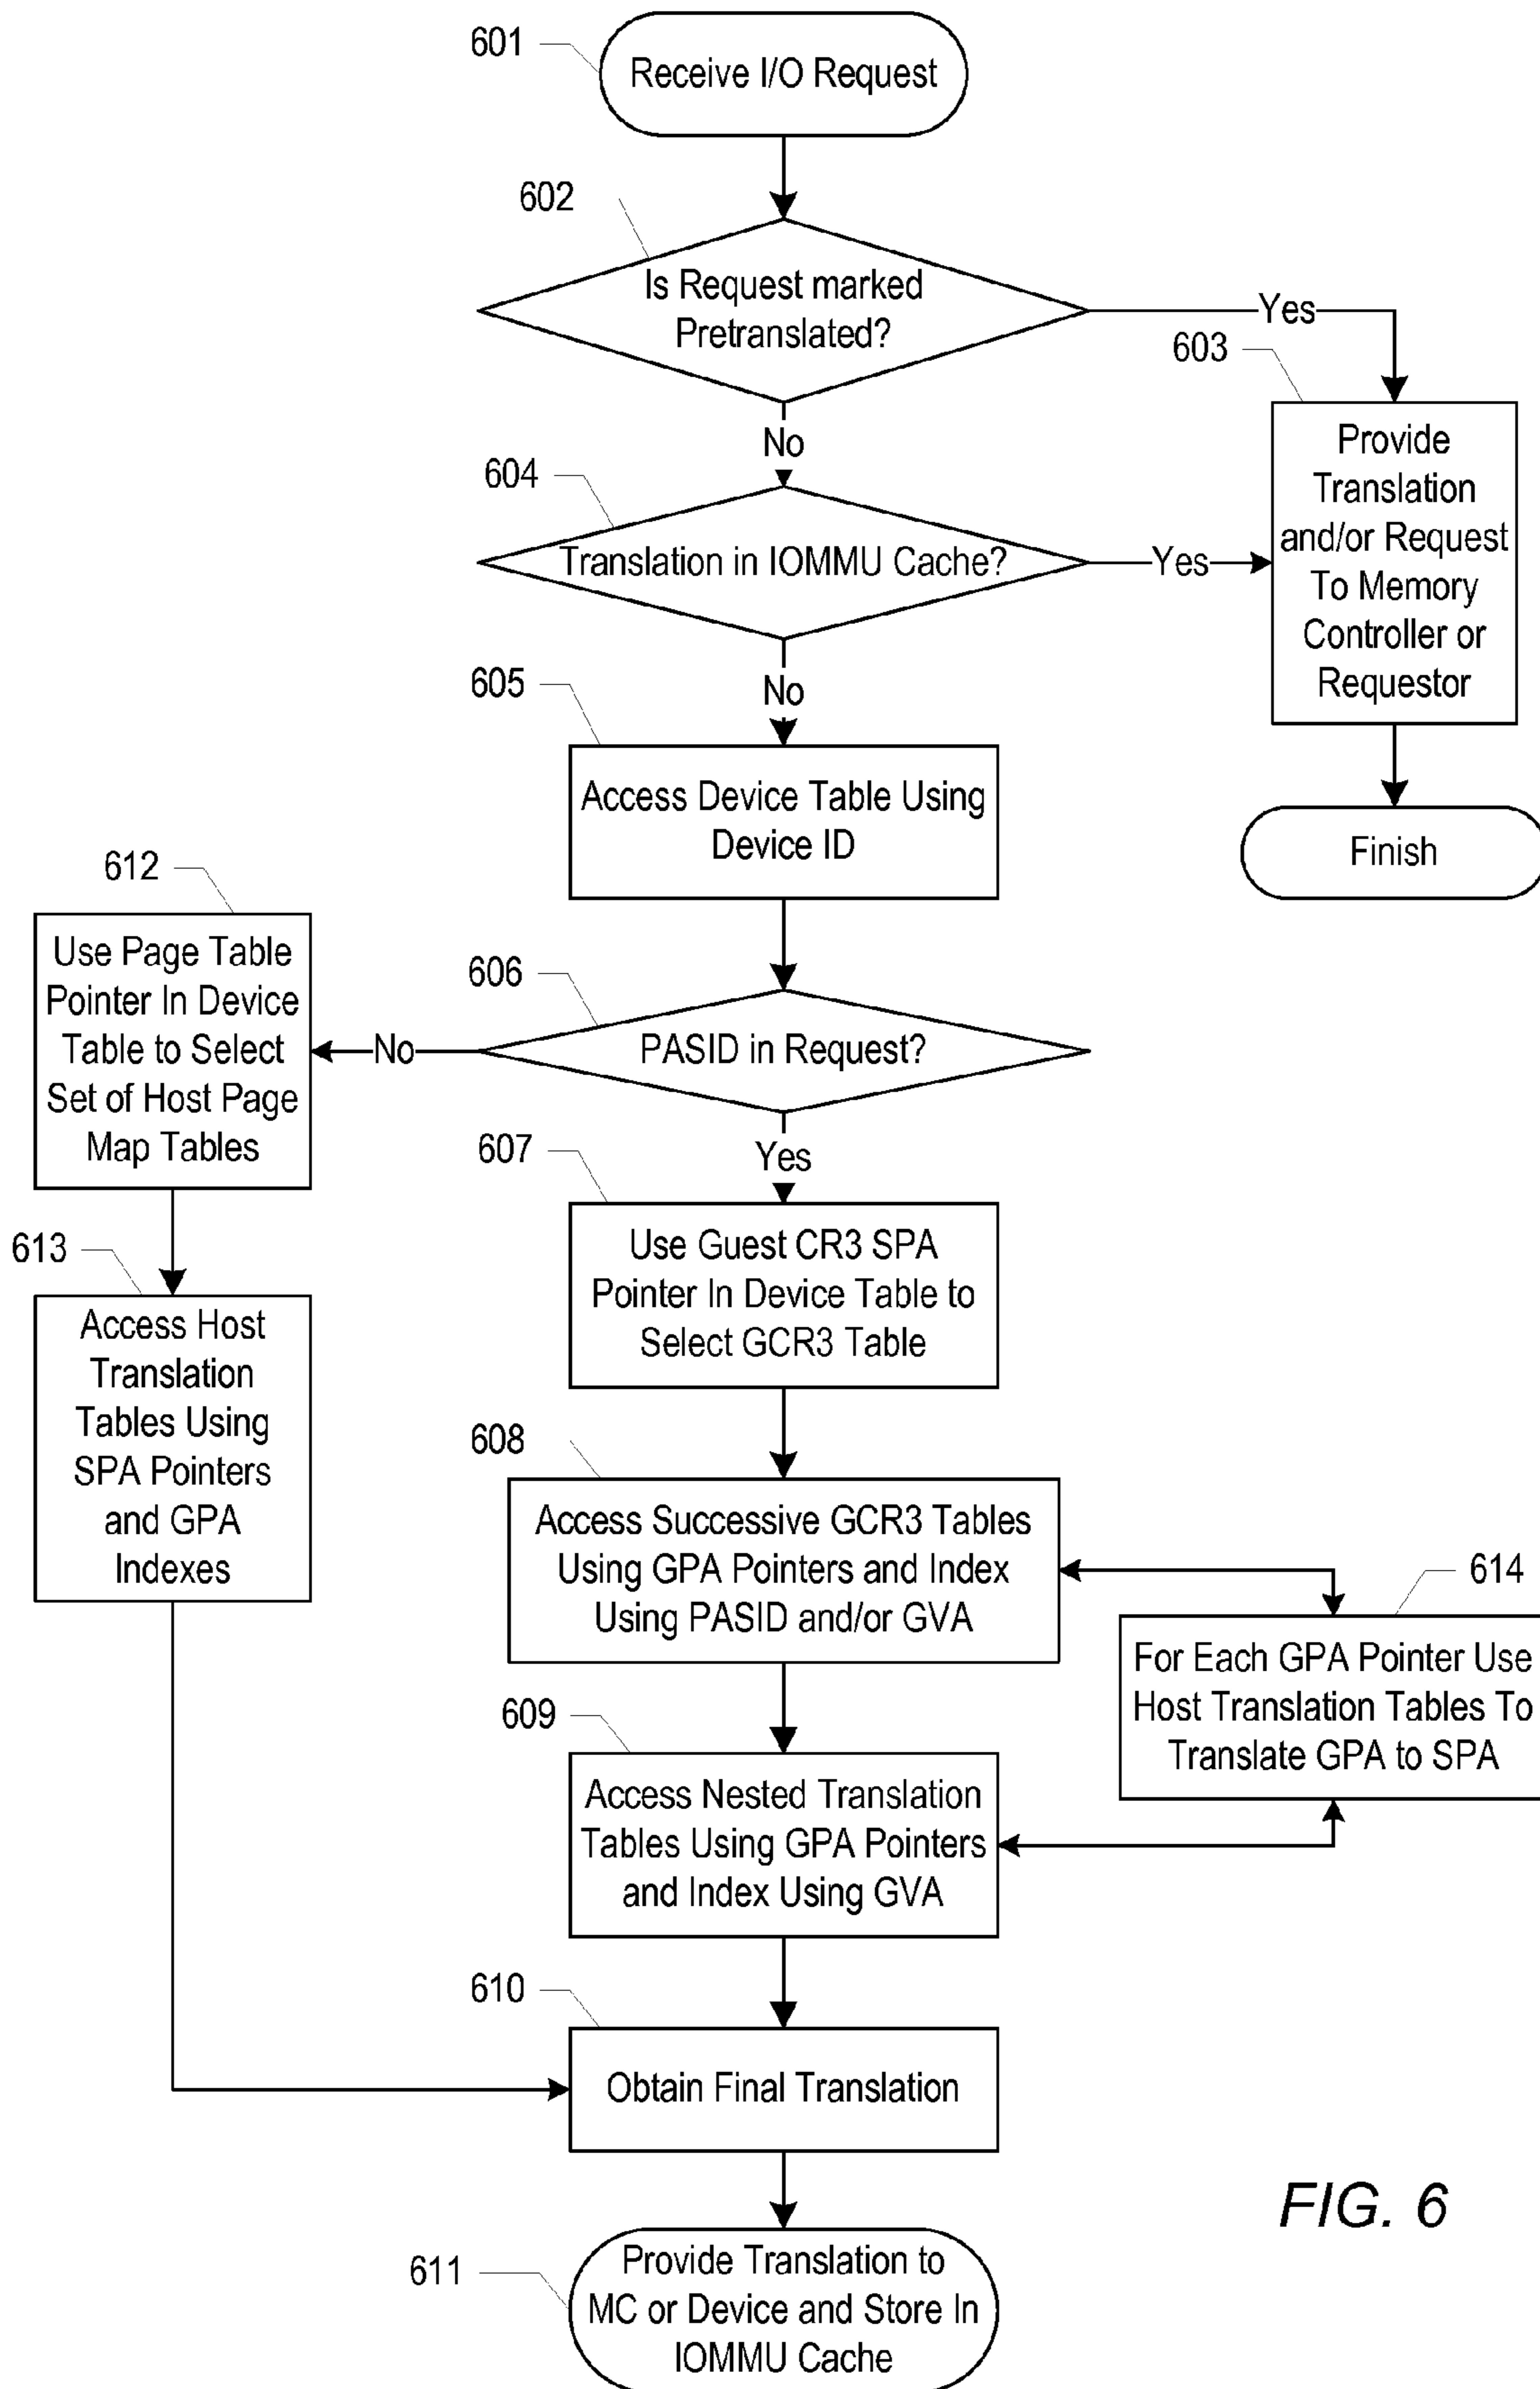 601
Receive I/O Request
602
Is Request marked
Pretranslated?
Yes
603
No
Provide
Translation
and/or Request
To Memory
Controller or
Requestor
604
Translation in IOMMU Cache?
Yes
No
605
Access Device Table Using
Device ID
Finish
612
Use Page Table
Pointer In Device
Table to Select
Set of Host Page
Map Tables
606
PASID in Request?
No
Yes
607
Use Guest CR3 SPA
Pointer In Device Table to
Select GCR3 Table
613
Access Host
Translation
Tables Using
SPA Pointers
and GPA
Indexes
608
Access Successive GCR3 Tables
Using GPA Pointers and Index
Using PASID and/or GVA
614
For Each GPA Pointer Use
Host Translation Tables To
Translate GPA to SPA
609
Access Nested Translation
Tables Using GPA Pointers
and Index Using GVA
610
Obtain Final Translation
611
Provide Translation to
MC or Device and Store In
IOMMU Cache
FIG. 6